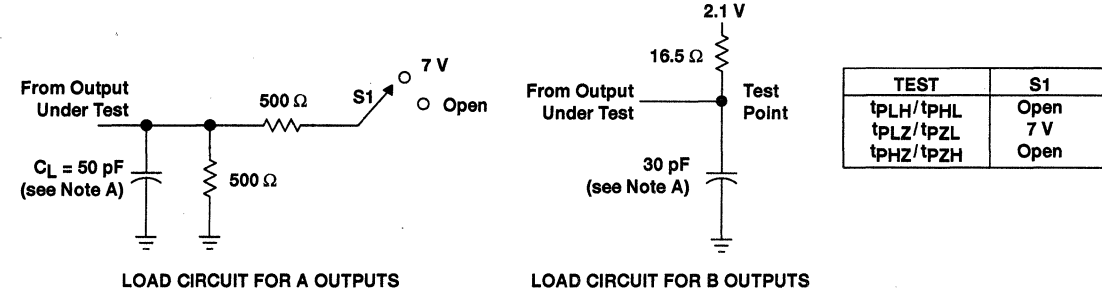 From Output
Under Test
500 Ω
S1
7 V
Open
CL = 50 pF
(see Note A)
500 Ω
LOAD CIRCUIT FOR A OUTPUTS
2.1 V
16.5 Ω
From Output
Under Test
Test
Point
30 pF
(see Note A)
LOAD CIRCUIT FOR B OUTPUTS
TEST S1
tPLH/tPHL Open
tPLZ/tPZL 7 V
tPHZ/tPZH Open